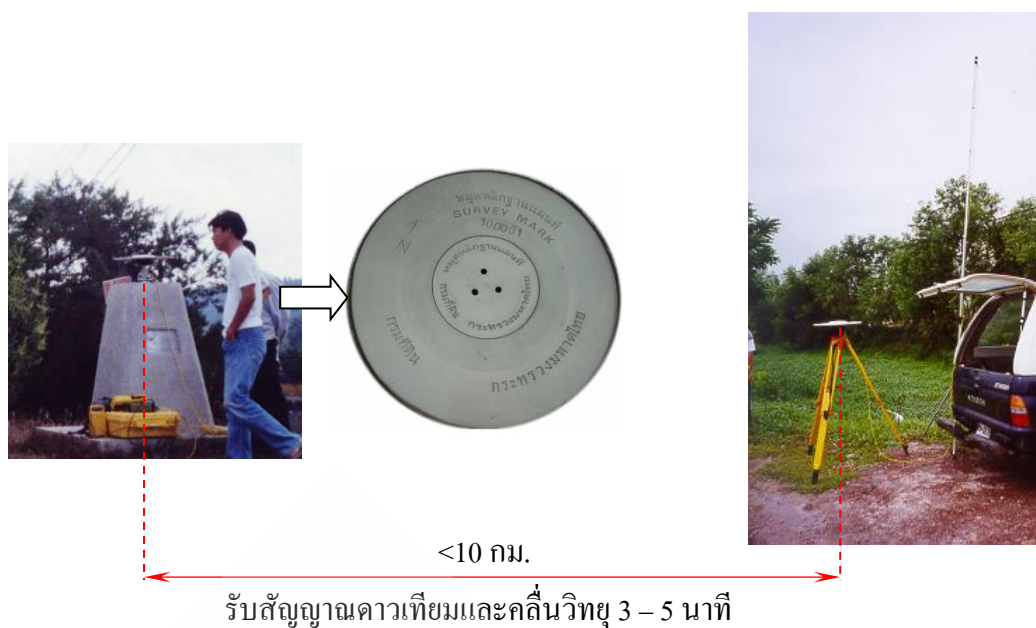 หมุดหลักฐานแผนที่
SURVEY MARK
100001
N
หมุดหลักฐานแผนที่
กรมที่ดิน
กระทรวงมหาดไทย
กรมที่ดิน
กระทรวงมหาดไทย
<10 กม.
รับสัญญาณดาวเทียมและคลื่นวิทยุ 3 – 5 นาที